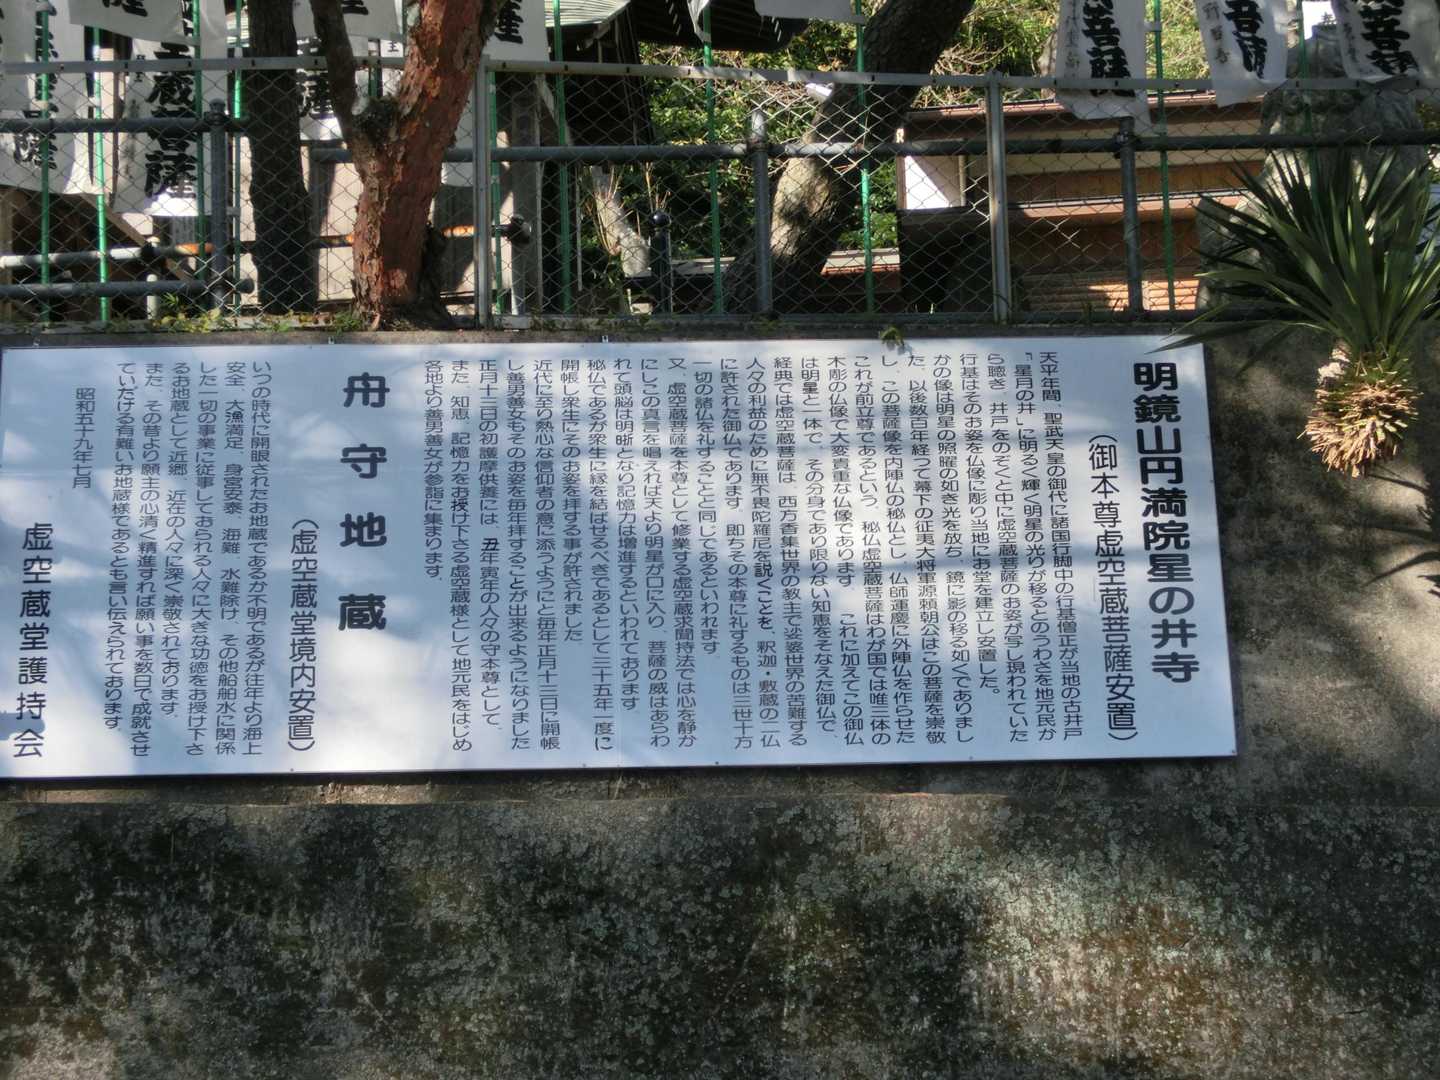 明鏡山円満院星の井寺
（御本尊虚空蔵菩薩安置）
天平年間、聖武天皇の御代に諸国行脚中の行基僧正が当地の古井戸
「星月の井」に明るく輝く明星の光りが移るとのうわさを地元民か
ら聴き、井戸をのぞくと中に虚空蔵菩薩のお姿が写し現われていた
行基はそのお姿を仏像に彫り当地にお堂を建立し安置した。
かの像は明星の照曜の如き光を放ち、鏡に影の移る如くでありまし
た、以後数百年経つて幕下の征夷大将軍源頼朝公はこの菩薩を崇敬
し、この菩薩像を内陣仏の秘仏とし、仏師運慶に外陣仏を作らせた
これが前立尊であるという、秘仏虚空蔵菩薩はわが国では唯三体の
木彫の仏像で大変貴重な仏像であります。これに加えてこの御仏
は明星と一体で、その分身であり限りない知恵をそなえた御仏で、
経典では虚空蔵菩薩は、西方香集世界の教主で娑婆世界の苦難する
人々の利益のために無不畏陀羅尼を説くことを、釈迦・敷蔵の二仏
に許された御仏であります。即ちその本尊に礼するものは三世十方
一切の諸仏を礼することと同じであるといわれます。
又、虚空蔵菩薩を本尊として修業する虚空蔵求聞持法では心を静か
にしこの真言を唱えれば天より明星が口に入り、菩薩の威はあらわ
れて頭脳は明晰となり記憶力は増進するといわれております。
秘仏であるが衆生に縁を結ばせるべきであるとして三十五年一度に
開帳し衆生にそのお姿を拝する事が許されました。
近代に至り熱心な信仰者の意に添うようにと毎年正月十三日に開帳
し善男善女もそのお姿を毎年拝することが出来るようになりました
正月十三日の初護摩供養には、丑年寅年の人々の守本尊として、
また、知恵、記憶力をお授け下さる虚空蔵様として地元民をはじめ
各地より善男善女が参詣に集まります。
舟守地蔵
（虚空蔵堂境内安置）
いつの時代に開眼されたお地蔵であるか不明であるが往年より海上
安全、大漁満足、身宮安泰、海難、水難除け、その他船舶水に関係
した一切の事業に従事しておられる人々に大きな功徳をお授け下さ
るお地蔵として近郷、近在の人々に深く崇敬されております。
また、その昔より願主の心清く精進すれば願い事を数日で成就させ
ていただける有難いお地蔵様であるとも言い伝えられております。
昭和五十九年七月
虚空蔵堂護持会